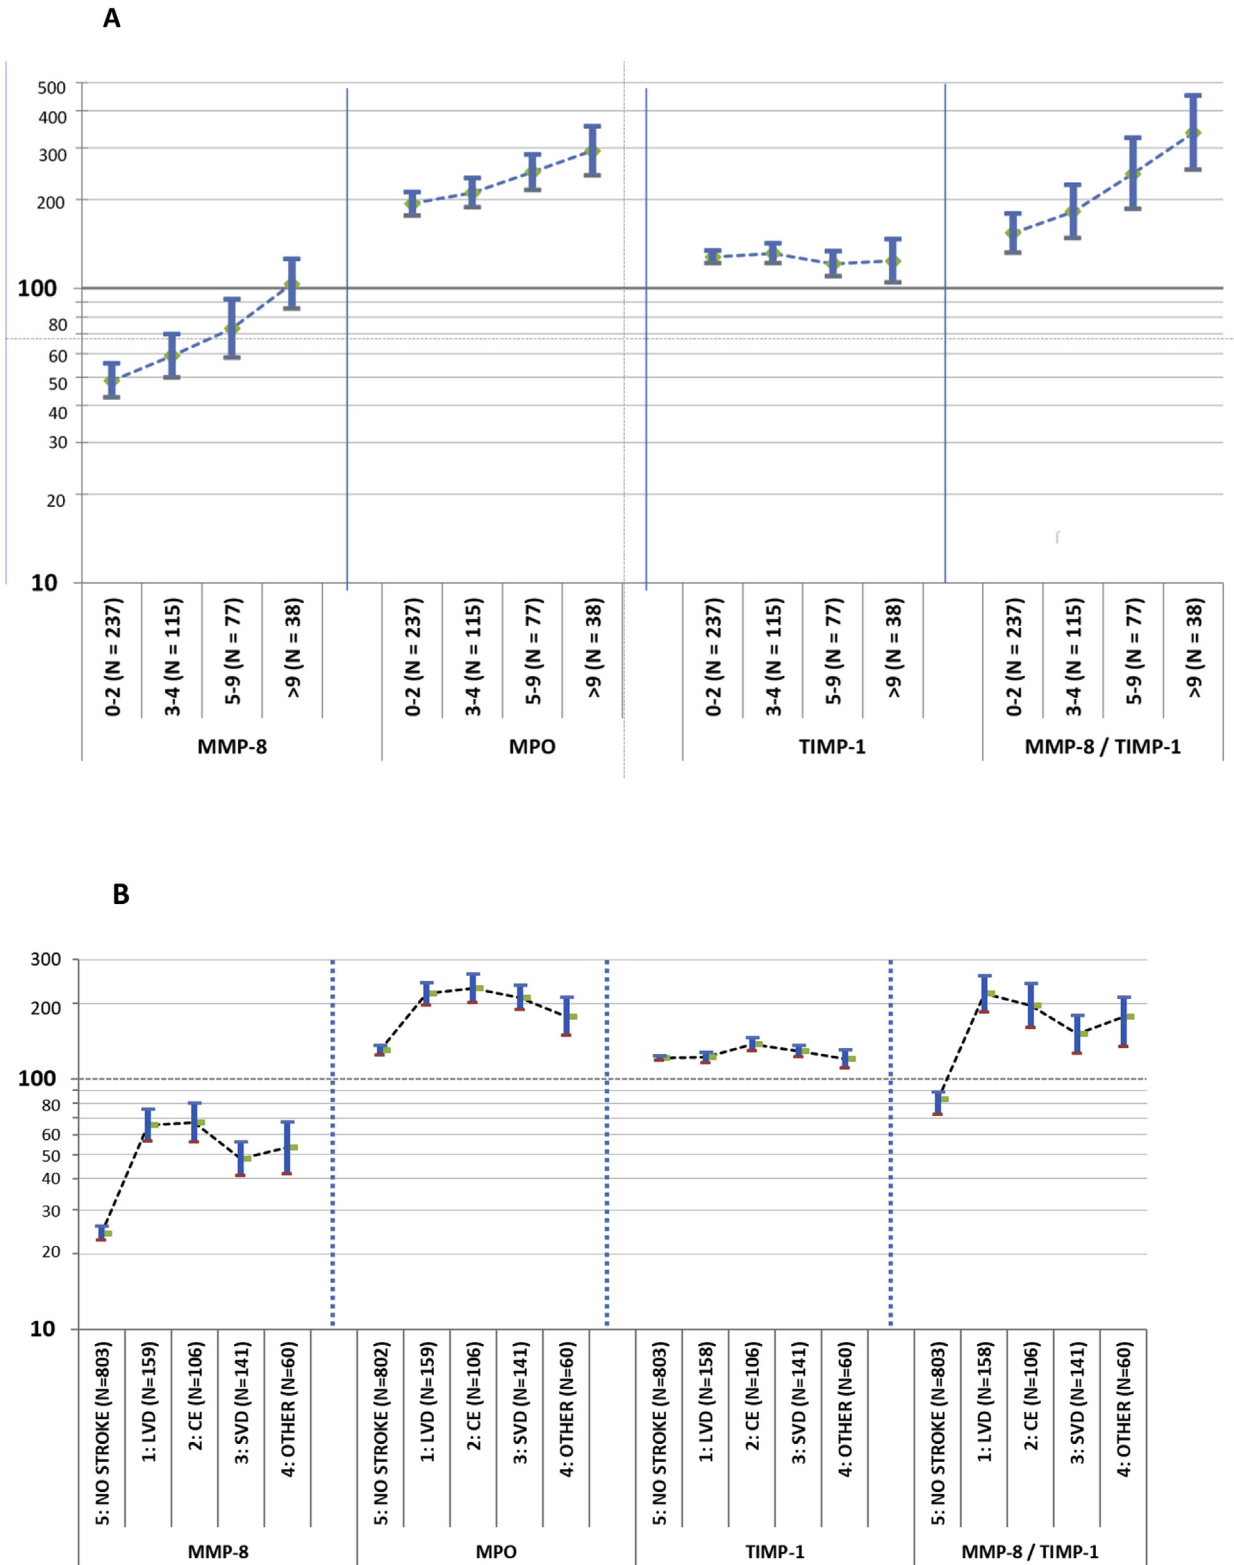 A
500
400
300
200
100
80
60
50
40
30
20
10
0-2 (N = 237)
3-4 (N = 115)
5-9 (N = 77)
>9 (N = 38)
0-2 (N = 237)
3-4 (N = 115)
5-9 (N = 77)
>9 (N = 38)
0-2 (N = 237)
3-4 (N = 115)
5-9 (N = 77)
>9 (N = 38)
0-2 (N = 237)
3-4 (N = 115)
5-9 (N = 77)
>9 (N = 38)
MMP-8
MPO
TIMP-1
MMP-8 / TIMP-1
B
300
200
100
80
60
50
40
30
20
10
5: NO STROKE (N=803)
1: LVD (N=159)
2: CE (N=106)
3: SVD (N=141)
4: OTHER (N=60)
5: NO STROKE (N=802)
1: LVD (N=159)
2: CE (N=106)
3: SVD (N=141)
4: OTHER (N=60)
5: NO STROKE (N=803)
1: LVD (N=158)
2: CE (N=106)
3: SVD (N=141)
4: OTHER (N=60)
5: NO STROKE (N=803)
1: LVD (N=158)
2: CE (N=106)
3: SVD (N=141)
4: OTHER (N=60)
MMP-8
MPO
TIMP-1
MMP-8 / TIMP-1